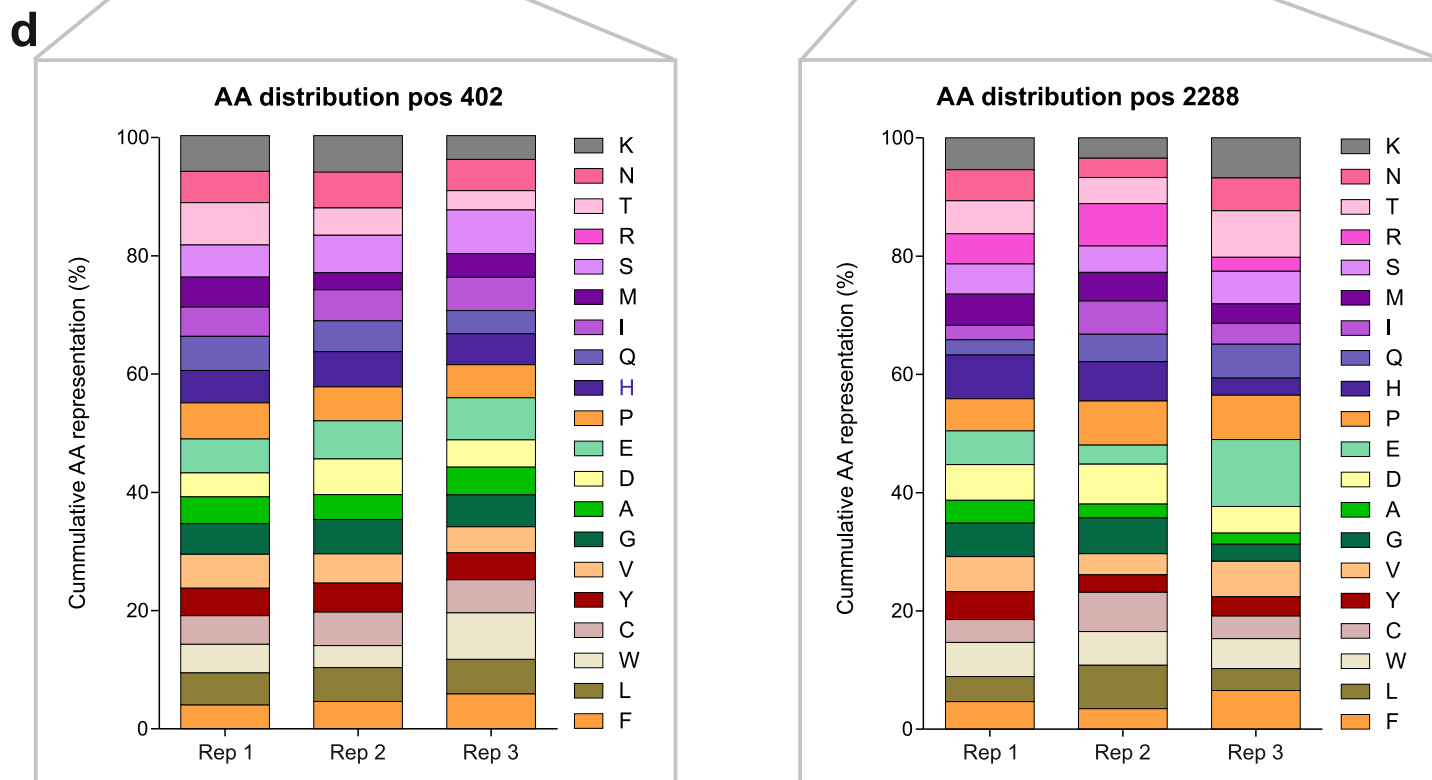 d
AA distribution pos 402
Cummulative AA representation (%)
100
80
60
40
20
0
Rep 1 Rep 2 Rep 3
K
N
T
R
S
M
I
Q
H
P
E
D
A
G
V
Y
C
W
L
F
AA distribution pos 2288
Cummulative AA representation (%)
100
80
60
40
20
0
Rep 1 Rep 2 Rep 3
K
N
T
R
S
M
I
Q
H
P
E
D
A
G
V
Y
C
W
L
F